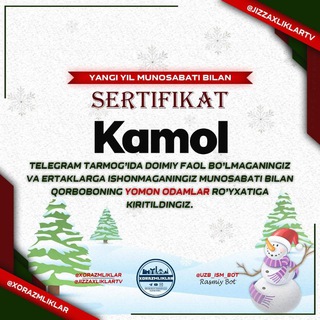 @JIZZAXLIKLARTV
YANGI YIL MUNOSABATI BILAN
SERTIFIKAT
Kamol
TELEGRAM TARMOG'IDA DOIMIY FAOL BO'LMAGANINGIZ
VA ERTAKLARGA ISHONMAGANINGIZ MUNOSABATI BILAN
QORBOBONING YOMON ODAMLAR RO'YXATIGA
KIRITILDINGIZ.
@XORAZMLIKLAR
@JIZZAXLIKLARTV
XORAZMLIKLAR
@UZB_ISM_BOT
Rasmiy Bot
@XORAZMLIKLAR